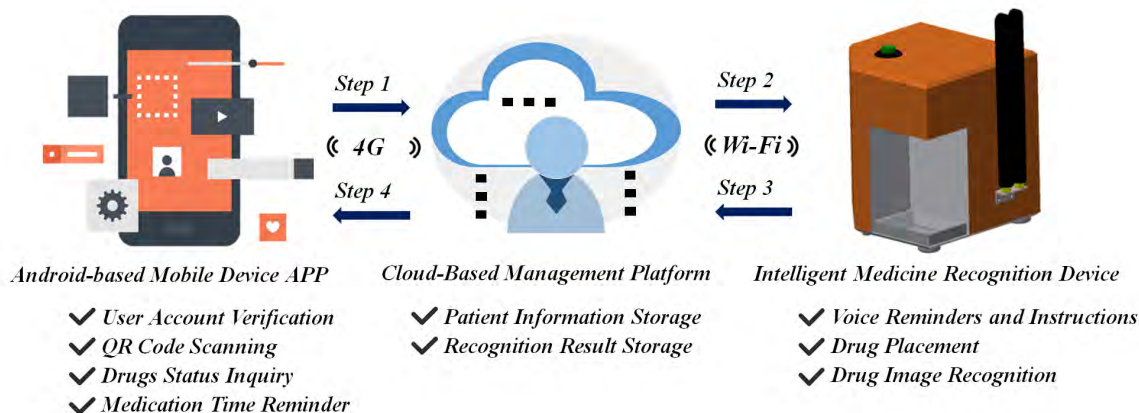 Step 1
4G
Step 4
Step 2
Wi-Fi
Step 3
Android-based Mobile Device APP
User Account Verification
QR Code Scanning
Drugs Status Inquiry
Medication Time Reminder
Cloud-Based Management Platform
Patient Information Storage
Recognition Result Storage
Intelligent Medicine Recognition Device
Voice Reminders and Instructions
Drug Placement
Drug Image Recognition